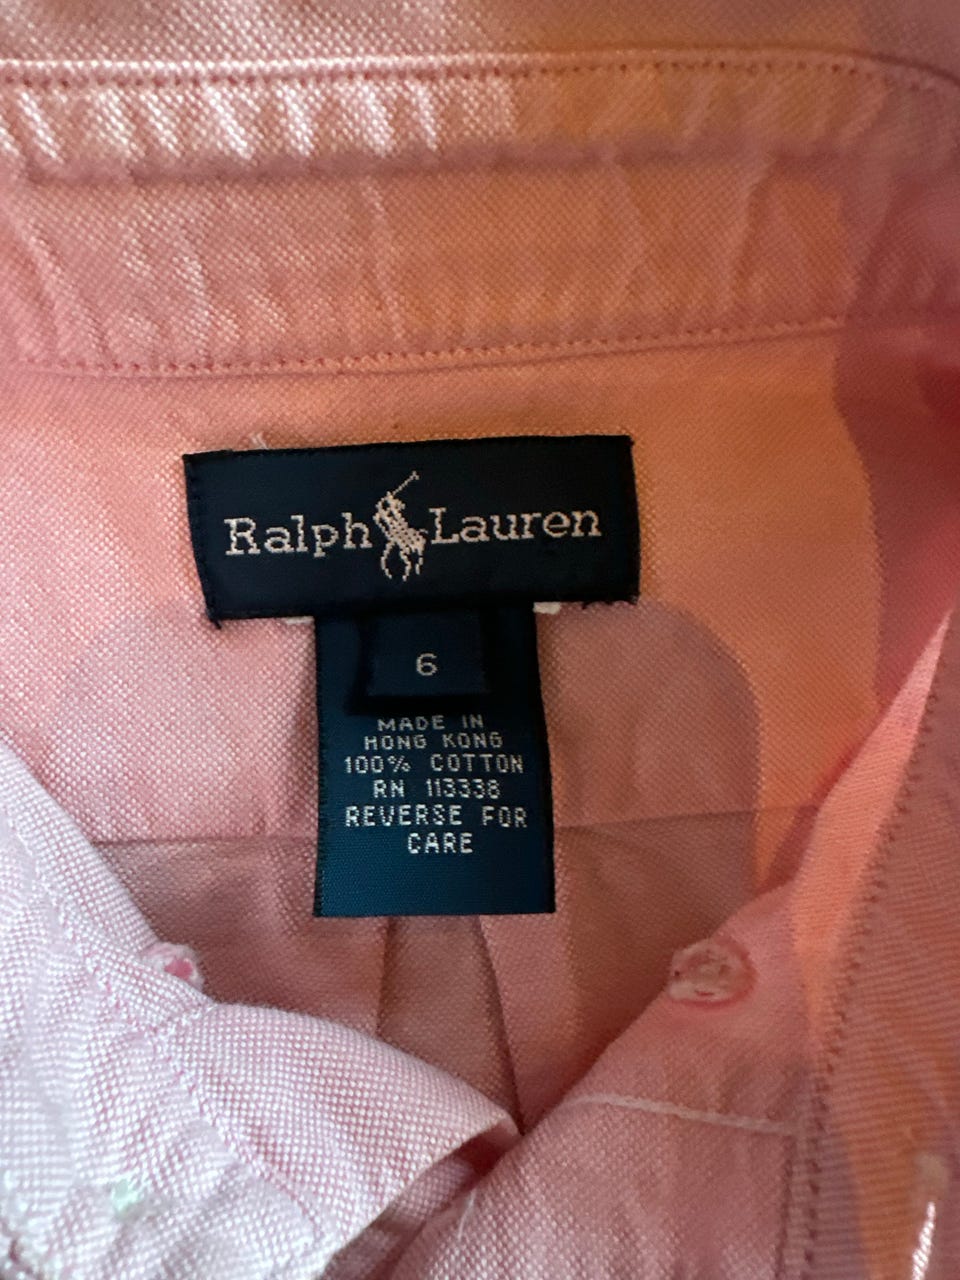 Ralph Lauren
6
MADE IN
HONG KONG
100% COTTON
RN 113338
REVERSE FOR
CARE